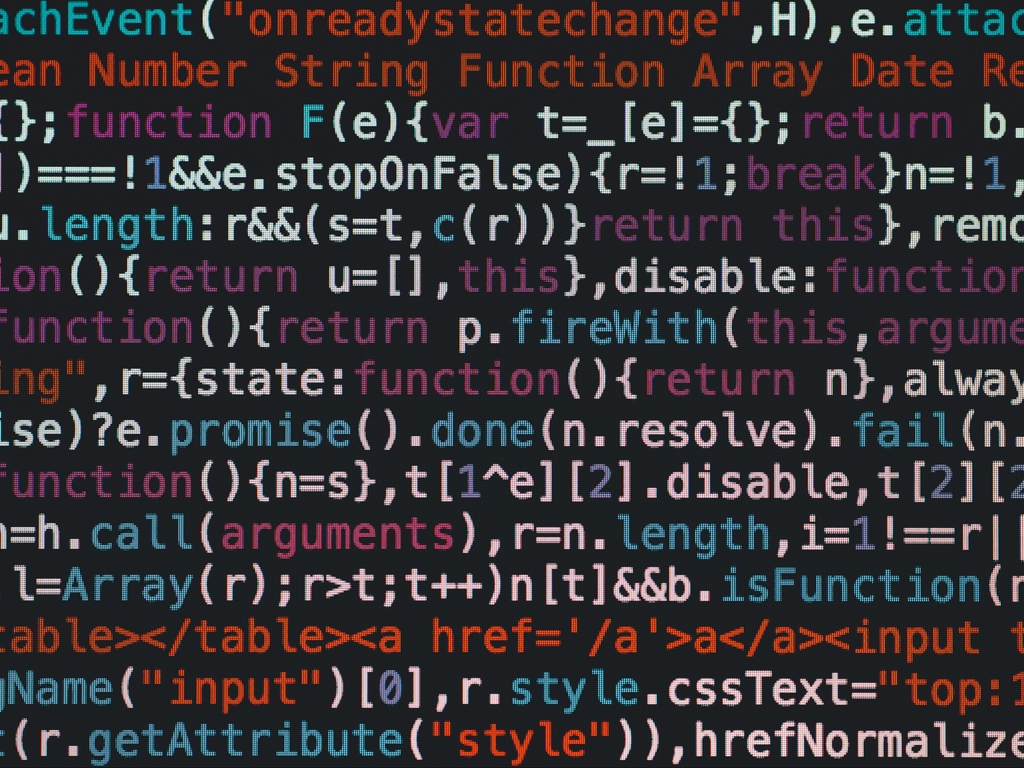 achEvent("onreadystatechange",H),e.attac
ean Number String Function Array Date Re
{};function F(e){var t=_[e]={};return b.
])===!1&&e.stopOnFalse){r=!1;break}n=!1,
u.length:r&&(s=t,c(r))}return this},remo
ion(){return u=[],this},disable:function
function(){return p.fireWith(this,argume
ing",r={state:function(){return n},alway
ise)?e.promise().done(n.resolve).fail(n.
function(){n=s},t[1^e][2].disable,t[2][2
n=h.call(arguments),r=n.length,i=1!==r||
l=Array(r);r>t;t++)n[t]&&b.isFunction(n
table></table><a href='/a'>a</a><input t
gName("input")[0],r.style.cssText="top:1
t(r.getAttribute("style")),hrefNormalize